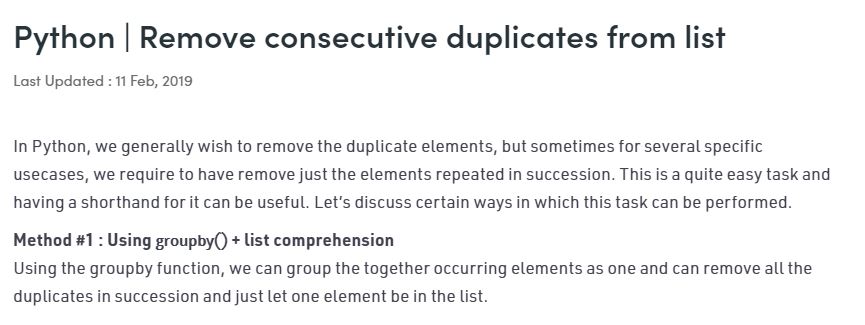 Python | Remove consecutive duplicates from list
Last Updated : 11 Feb, 2019
In Python, we generally wish to remove the duplicate elements, but sometimes for several specific
usecases, we require to have remove just the elements repeated in succession. This is a quite easy task and
having a shorthand for it can be useful. Let’s discuss certain ways in which this task can be performed.
Method #1 : Using groupby() + list comprehension
Using the groupby function, we can group the together occurring elements as one and can remove all the
duplicates in succession and just let one element be in the list.